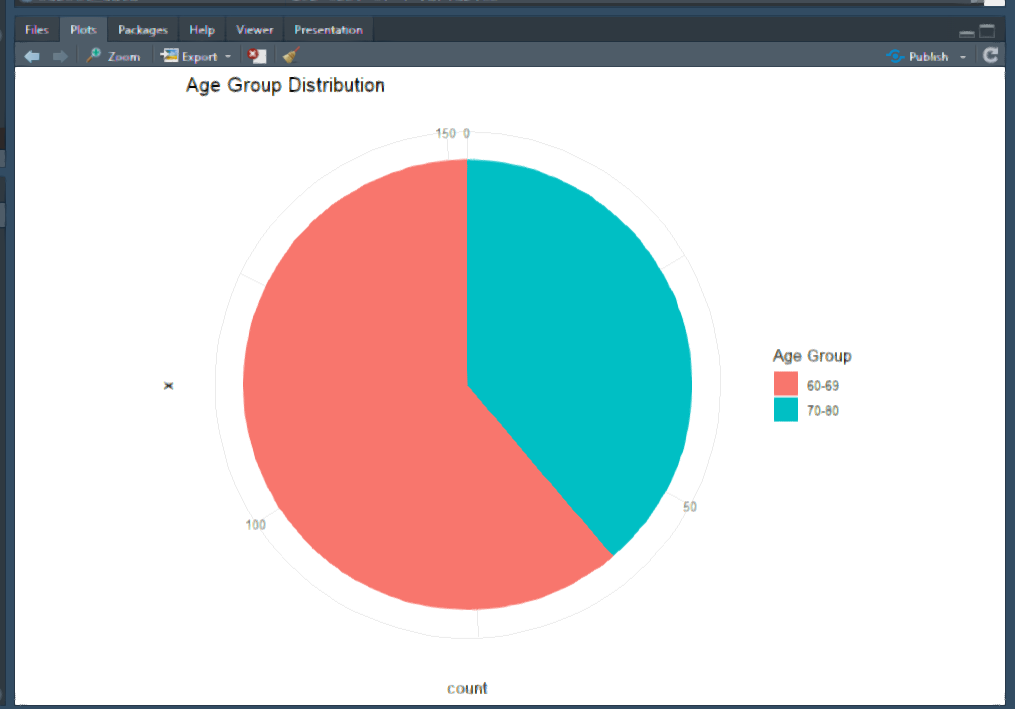 Files Plots Packages Help Viewer Presentation
Zoom Export Publish
Age Group Distribution
150 0
Age Group
x
60-69
70-80
50
100
count